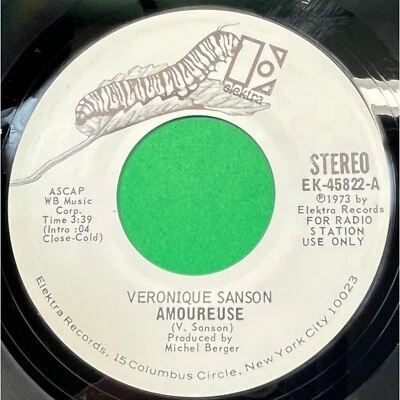 elektra
STEREO
EK-45822-A
℗1973 by
Elektra Records
FOR RADIO
STATION
USE ONLY
ASCAP
WB Music
Corp.
Time 3:39
(Intro :04
Close-Cold)
VERONIQUE SANSON
AMOUREUSE
(V. Sanson)
Produced by
Michel Berger
Elektra Records, 15 Columbus Circle, New York City 10023